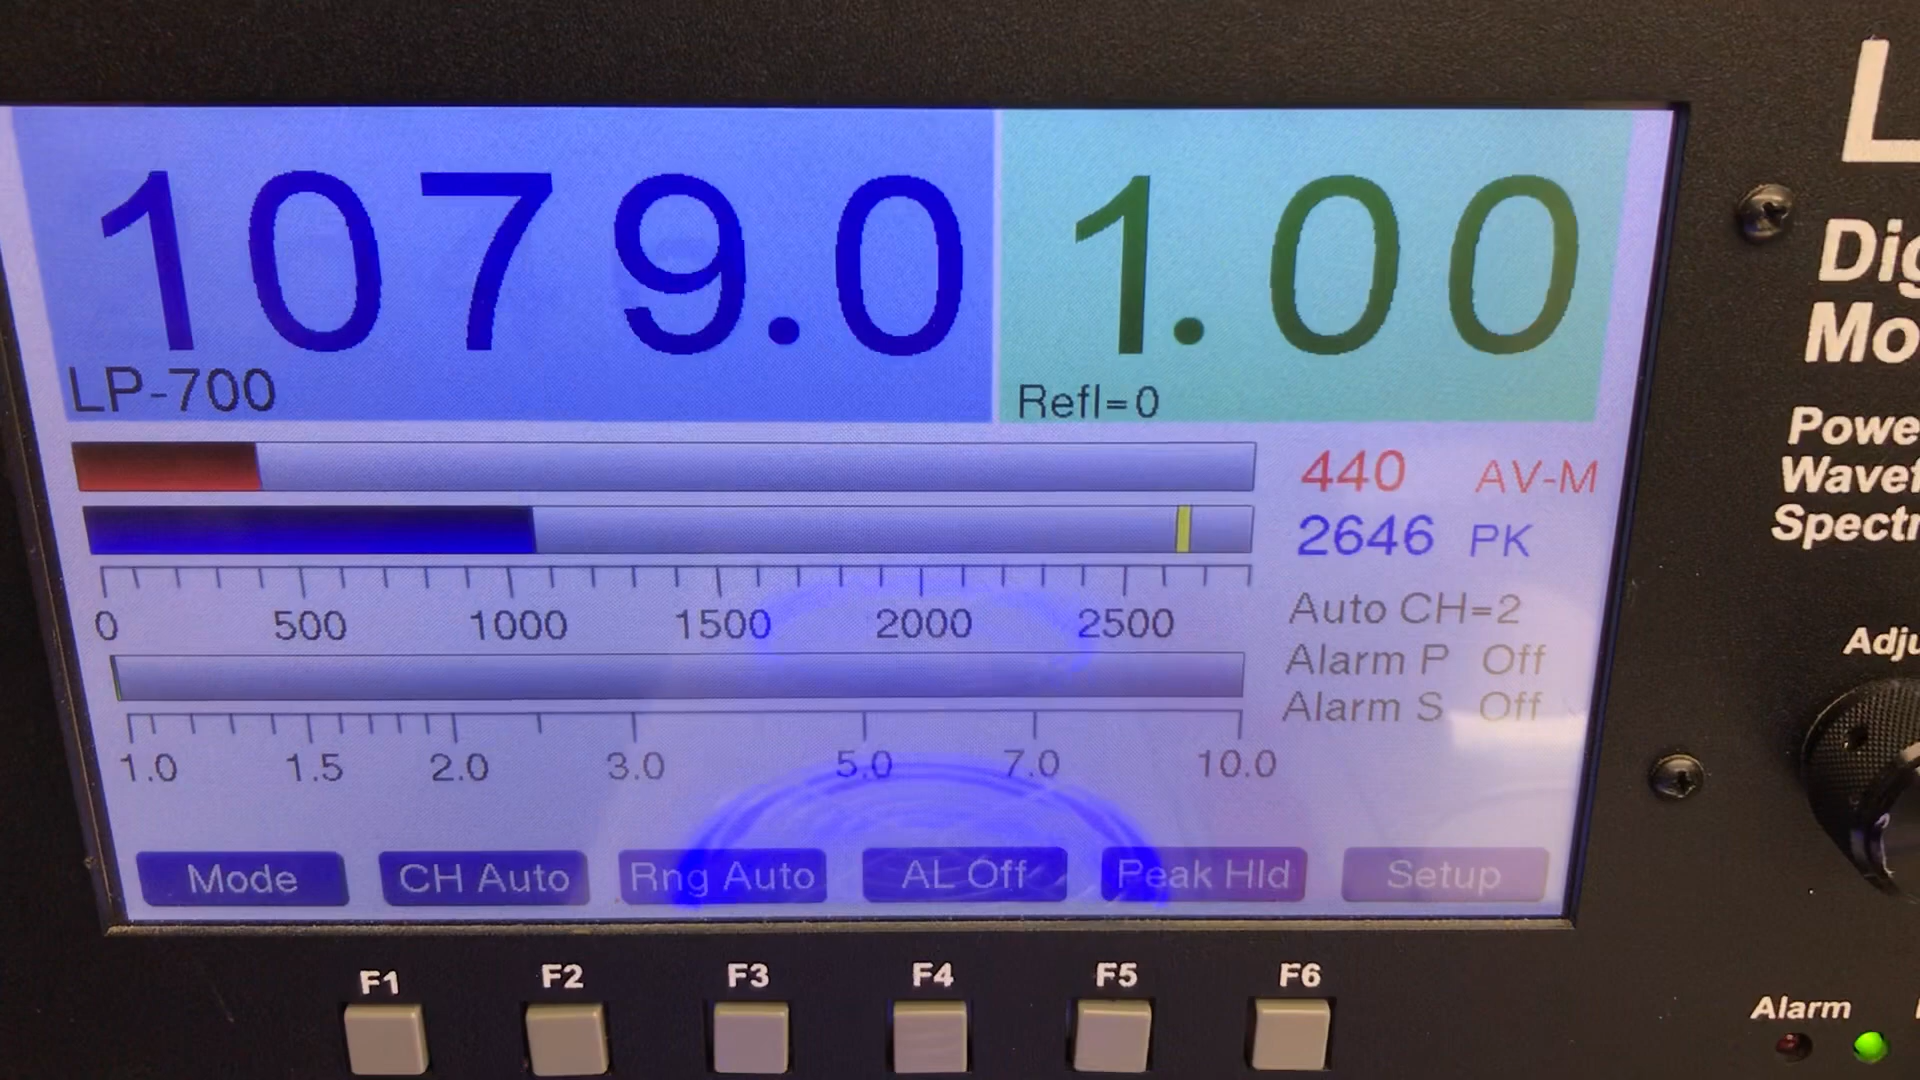 1079.0
1.00
LP-700
Refl=0
440 AV-M
2646 PK
0 500 1000 1500 2000 2500
Auto CH=2
Alarm P Off
Alarm S Off
1.0 1.5 2.0 3.0 5.0 7.0 10.0
Mode CH Auto Rng Auto AL Off Peak Hld Setup
F1 F2 F3 F4 F5 F6
L
Dig
Mo
Powe
Wavef
Spectr
Adju
Alarm